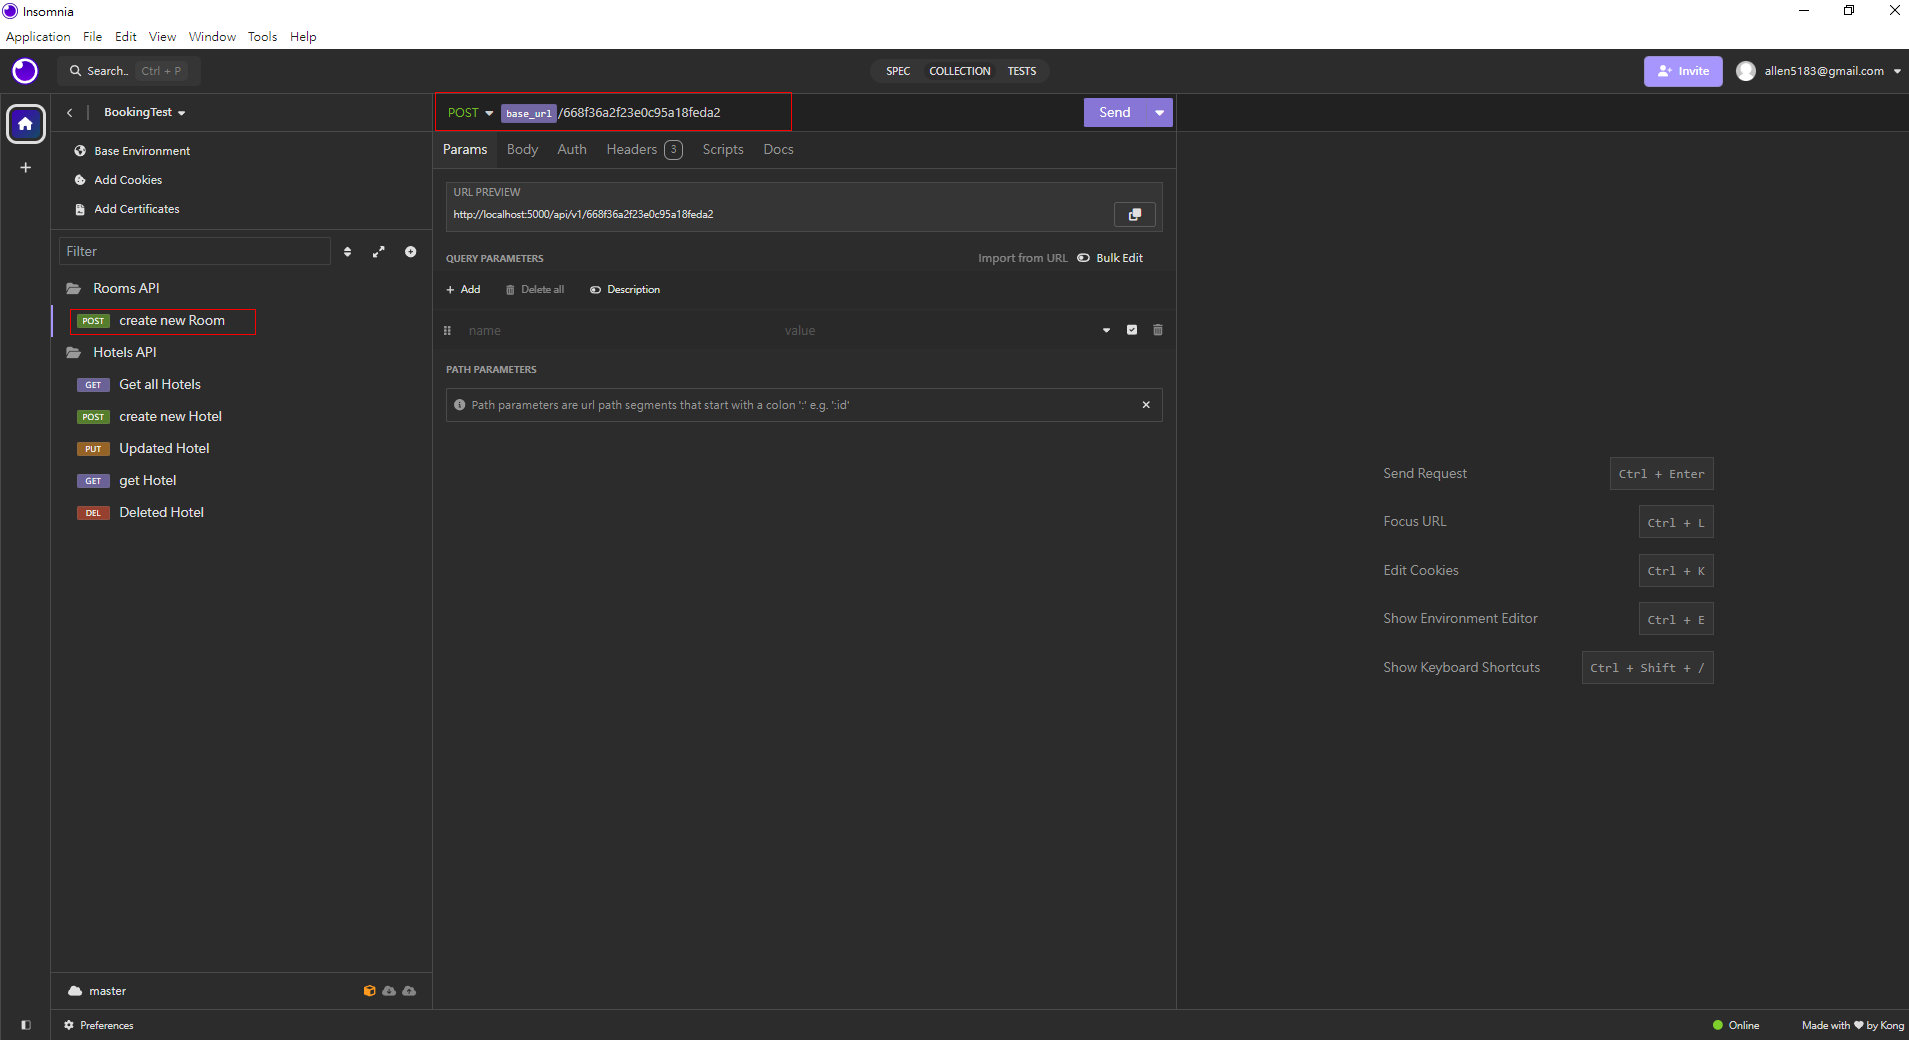 Insomnia
Application File Edit View Window Tools Help
Search.. Ctrl + P
SPEC COLLECTION TESTS
Invite
allen5183@gmail.com
BookingTest
Base Environment
Add Cookies
Add Certificates
Filter
Rooms API
POST create new Room
Hotels API
GET Get all Hotels
POST create new Hotel
PUT Updated Hotel
GET get Hotel
DEL Deleted Hotel
master
Preferences
POST base_url /668f36a2f23e0c95a18feda2
Send
Params Body Auth Headers 3 Scripts Docs
URL PREVIEW
http://localhost:5000/api/v1/668f36a2f23e0c95a18feda2
QUERY PARAMETERS
Import from URL Bulk Edit
+ Add Delete all Description
name value
PATH PARAMETERS
Path parameters are url path segments that start with a colon ':' e.g. ':id'
Send Request Ctrl + Enter
Focus URL Ctrl + L
Edit Cookies Ctrl + K
Show Environment Editor Ctrl + E
Show Keyboard Shortcuts Ctrl + Shift + /
Online
Made with ♥ by Kong